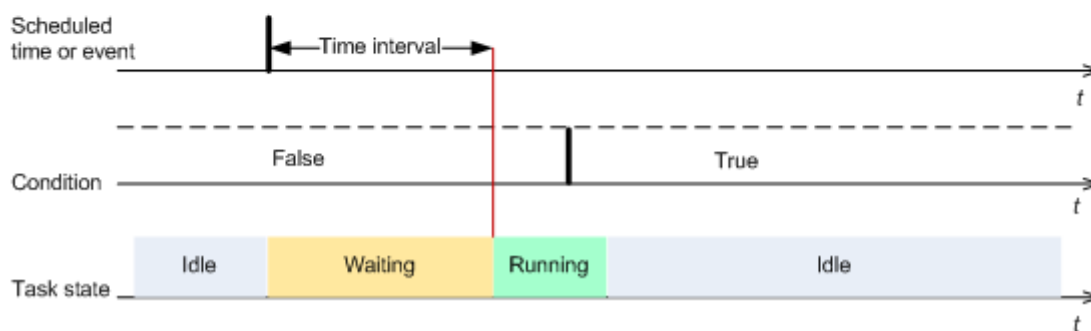 Scheduled
time or event
Time interval
t
False
True
Condition
t
Idle
Waiting
Running
Idle
Task state
t